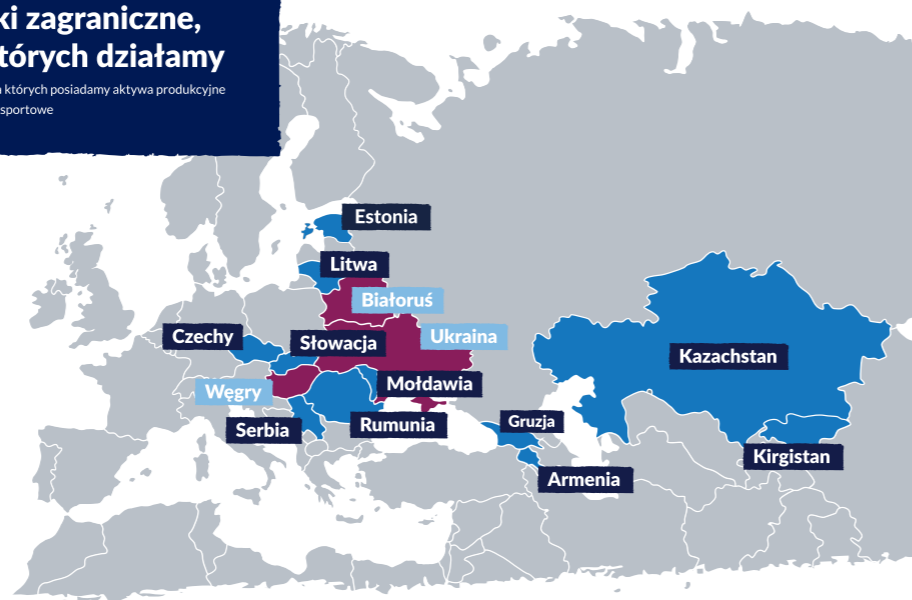 ki zagraniczne,
tórych działamy
których posiadamy aktywa produkcyjne
sportowe
Estonia
Litwa
Białoruś
Czechy
Słowacja
Ukraina
Kazachstan
Węgry
Mołdawia
Serbia
Rumunia
Gruzja
Kirgistan
Armenia